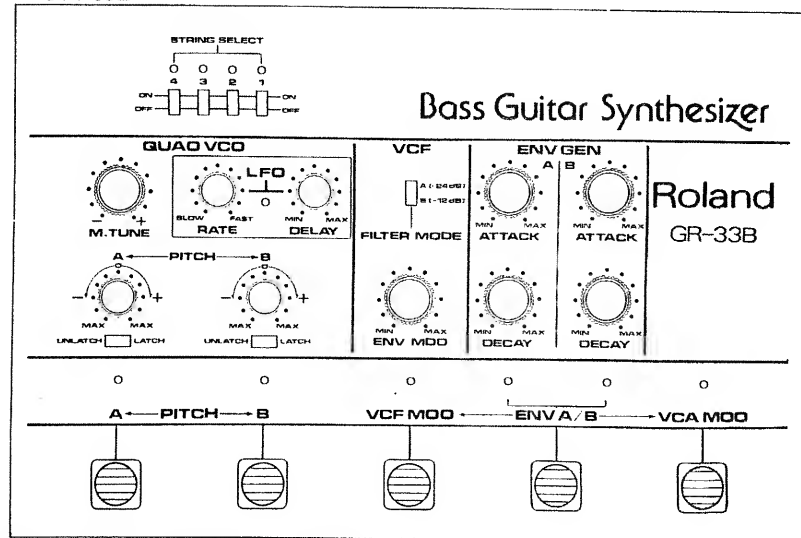 STRING SELECT
4 3 2 1
ON ON
OFF OFF
Bass Guitar Synthesizer
QUAD VCO VCF ENV GEN
A B
LFO
A (-24dB)
B (-12dB)
- +
M.TUNE
SLOW FAST
RATE
MIN MAX
DELAY
FILTER MODE
MIN MAX
ATTACK
MIN MAX
ATTACK
Roland
GR-33B
A PITCH B
- + - +
MAX MAX MAX MAX
UNLATCH LATCH UNLATCH LATCH
MIN MAX
ENV MOD
MIN MAX
DECAY
MIN MAX
DECAY
A PITCH B VCF MOD ENV A/B VCA MOD